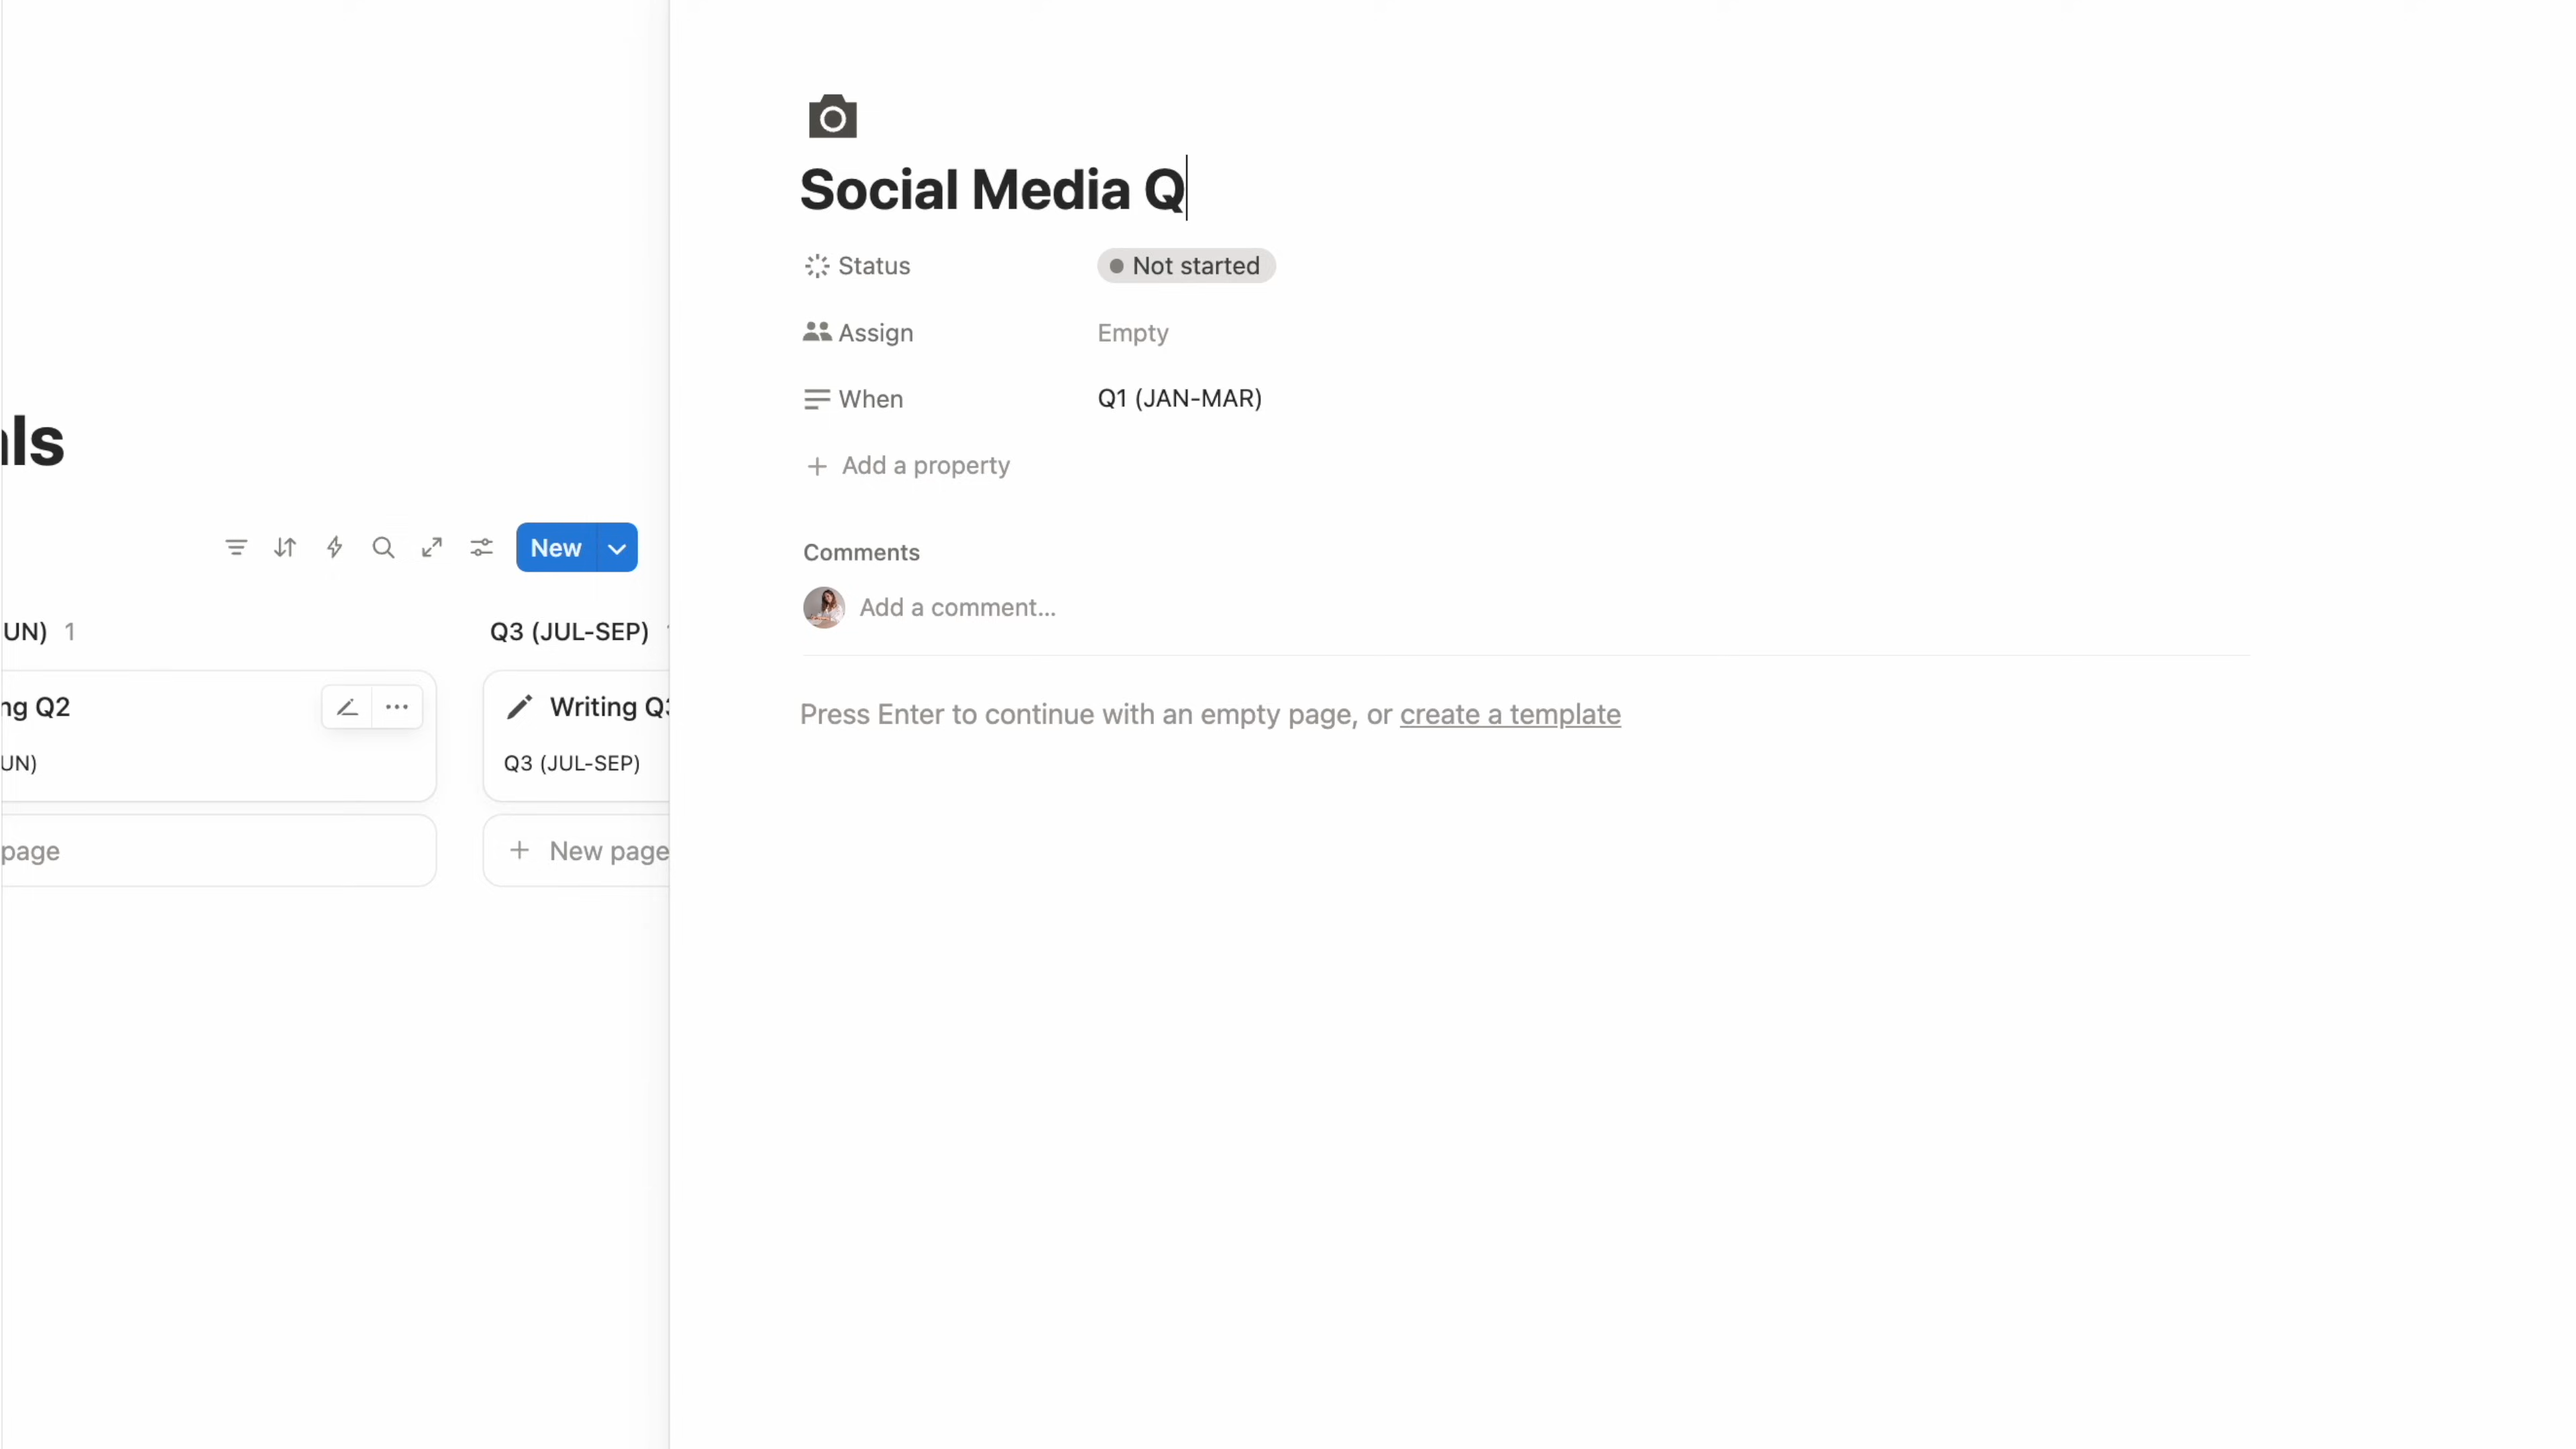 ls
New
UN) 1
Q3 (JUL-SEP)
ng Q2
Writing Q3
UN)
Q3 (JUL-SEP)
page
New page
Social Media Q
Status
Not started
Assign
Empty
When
Q1 (JAN-MAR)
Add a property
Comments
Add a comment...
Press Enter to continue with an empty page, or create a template